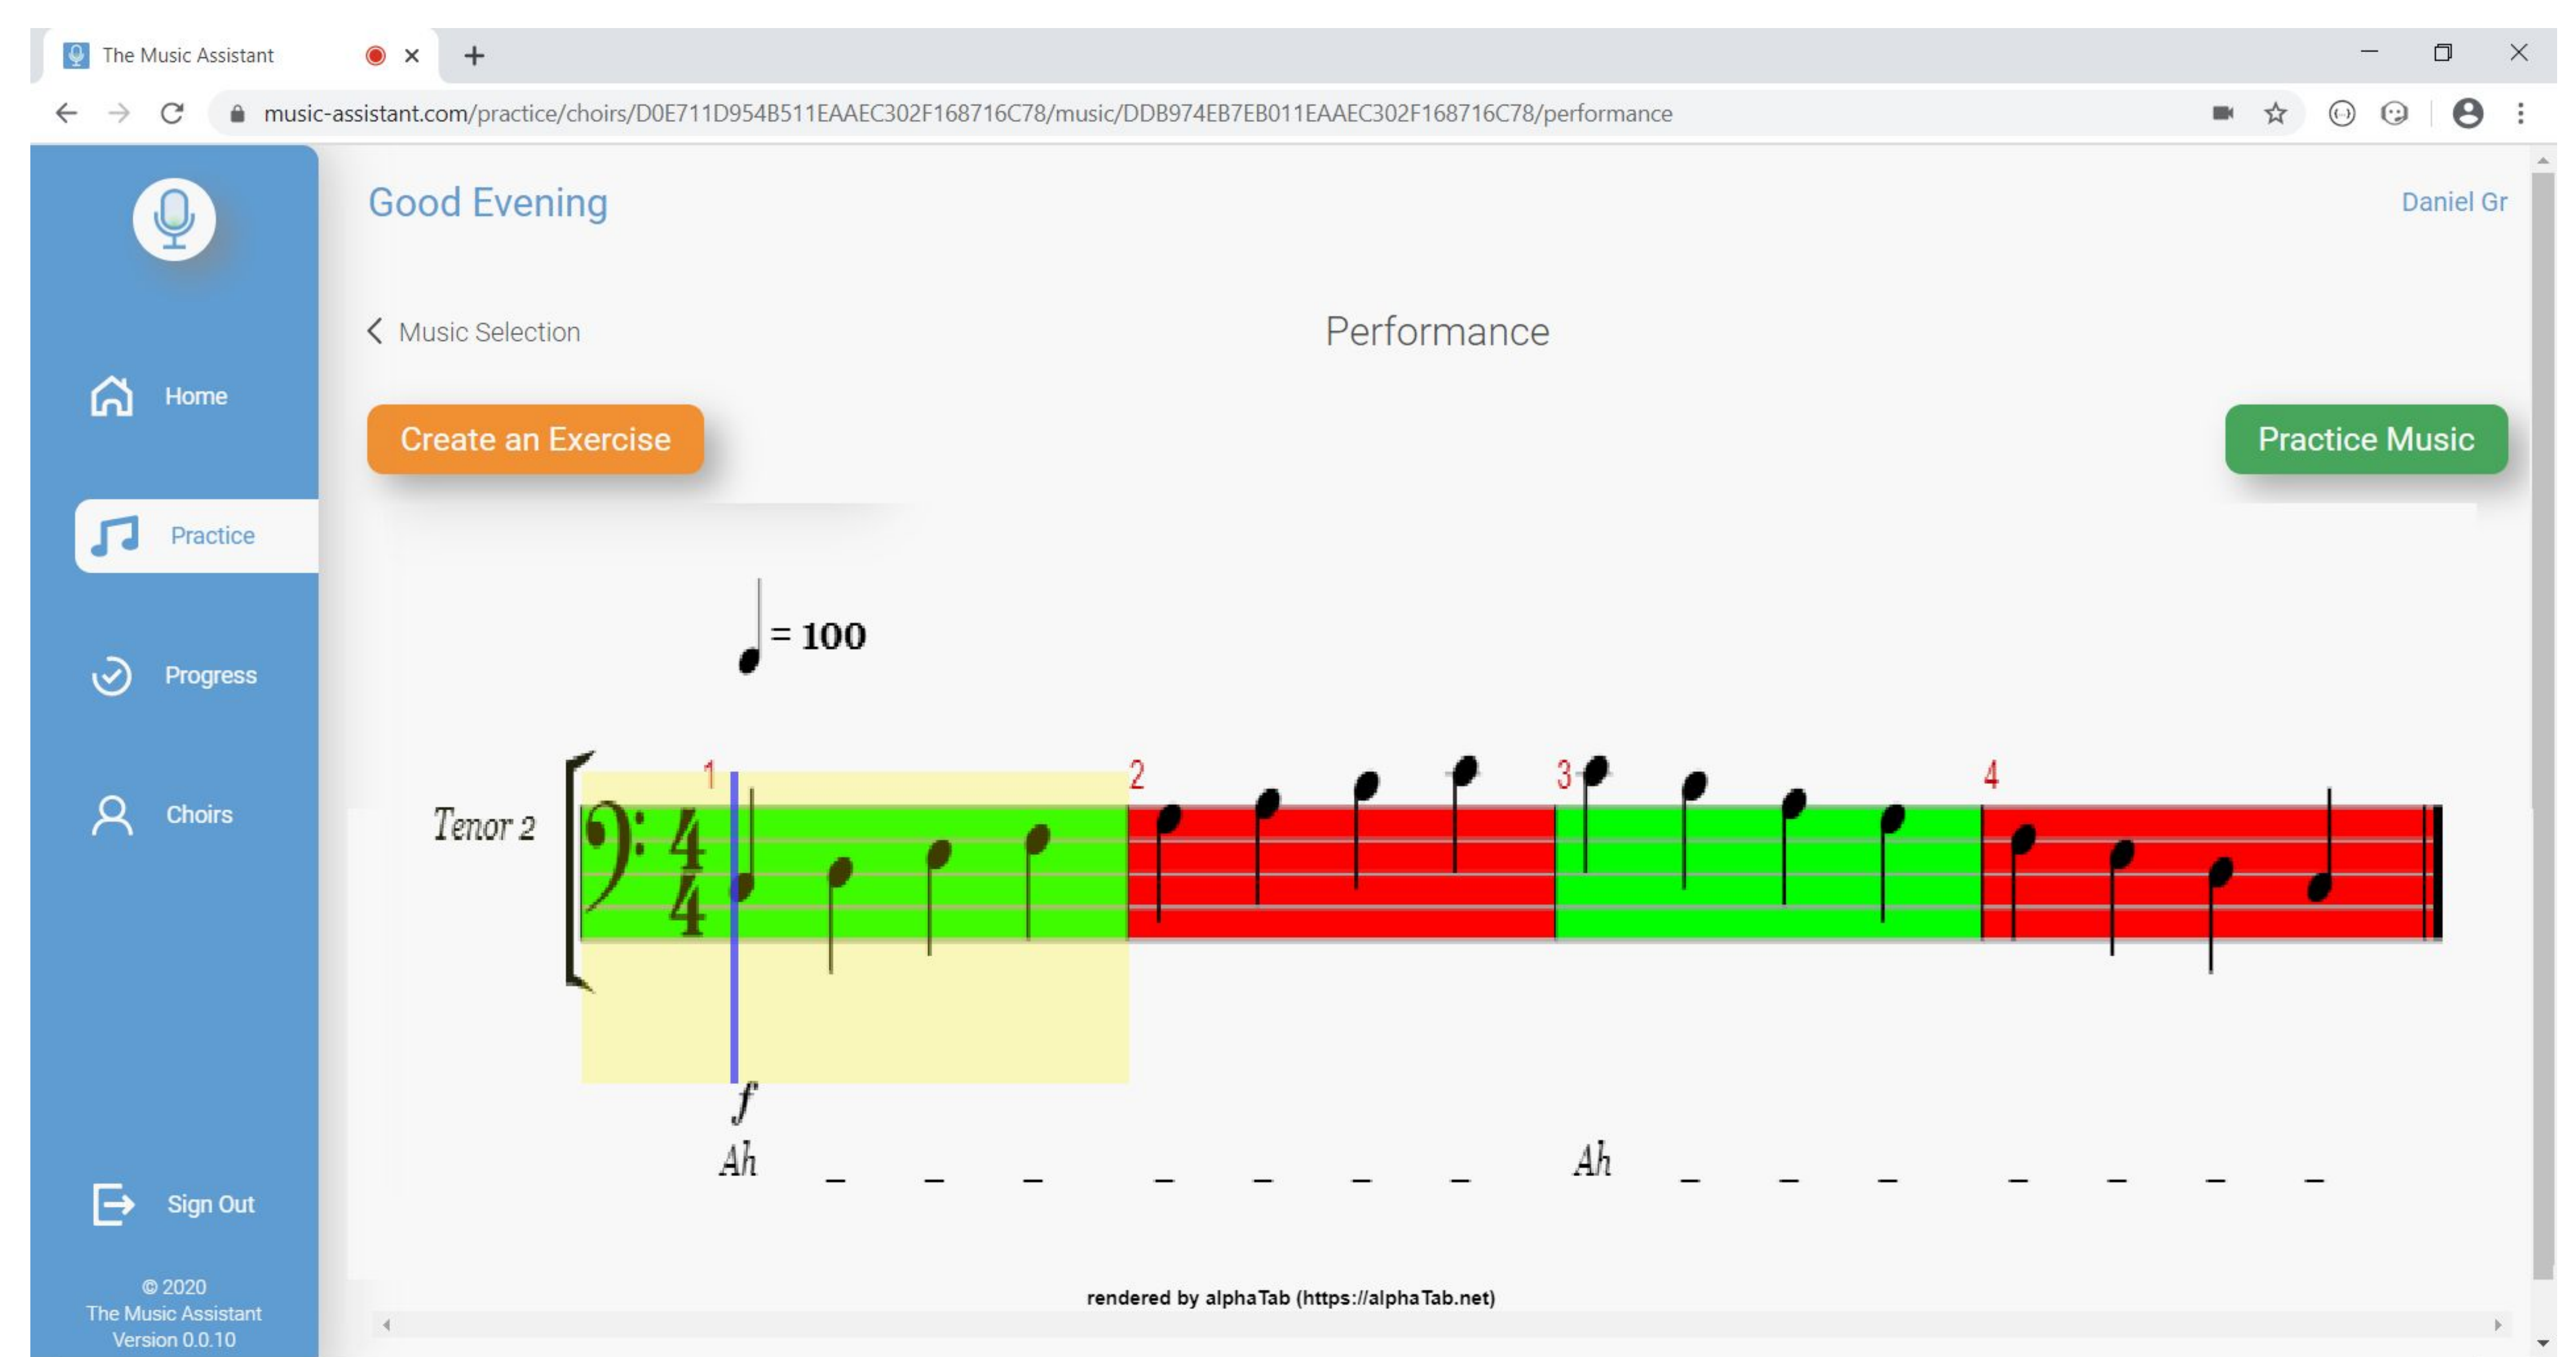 The Music Assistant
music-assistant.com/practice/choirs/D0E711D954B511EAAEC302F168716C78/music/DDB974EB7EB011EAAEC302F168716C78/performance
Good Evening
Daniel Gr
Music Selection
Performance
Home
Create an Exercise
Practice Music
Practice
= 100
Progress
1 2 3 4
Choirs
Tenor 2
4
4
f
Ah _ _ _ _ _ _ _ Ah _ _ _ _ _ _ _
Sign Out
© 2020
The Music Assistant
Version 0.0.10
rendered by alphaTab (https://alphaTab.net)